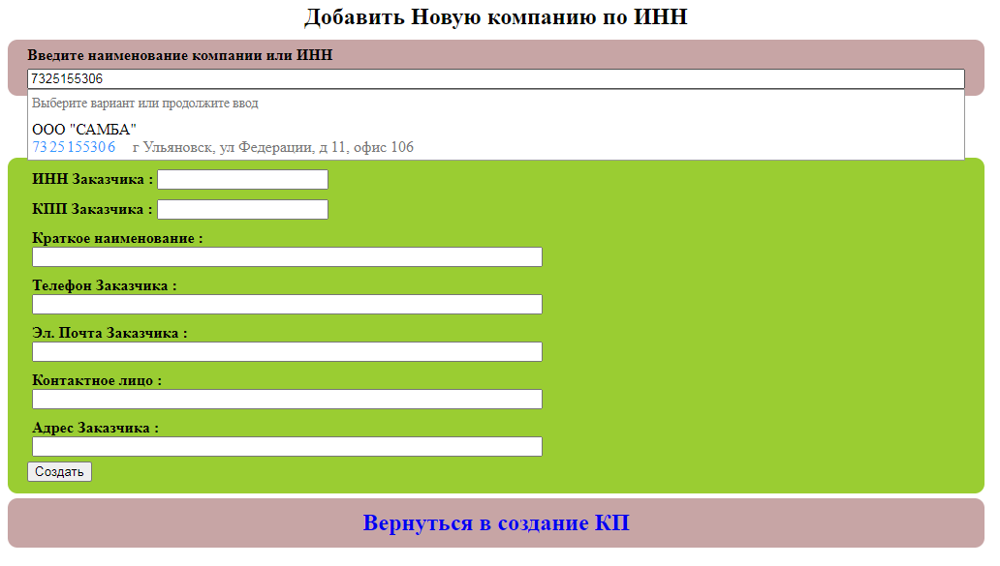 Добавить Новую компанию по ИНН
Введите наименование компании или ИНН
7325155306
Выберите вариант или продолжите ввод
ООО "САМБА"
7325155306 г Ульяновск, ул Федерации, д 11, офис 106
ИНН Заказчика :
КПП Заказчика :
Краткое наименование :
Телефон Заказчика :
Эл. Почта Заказчика :
Контактное лицо :
Адрес Заказчика :
Создать
Вернуться в создание КП